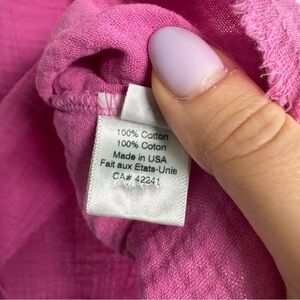 100% Cotton
100% Coton
Made in USA
Fait aux Etats-Unis
CA# 42241